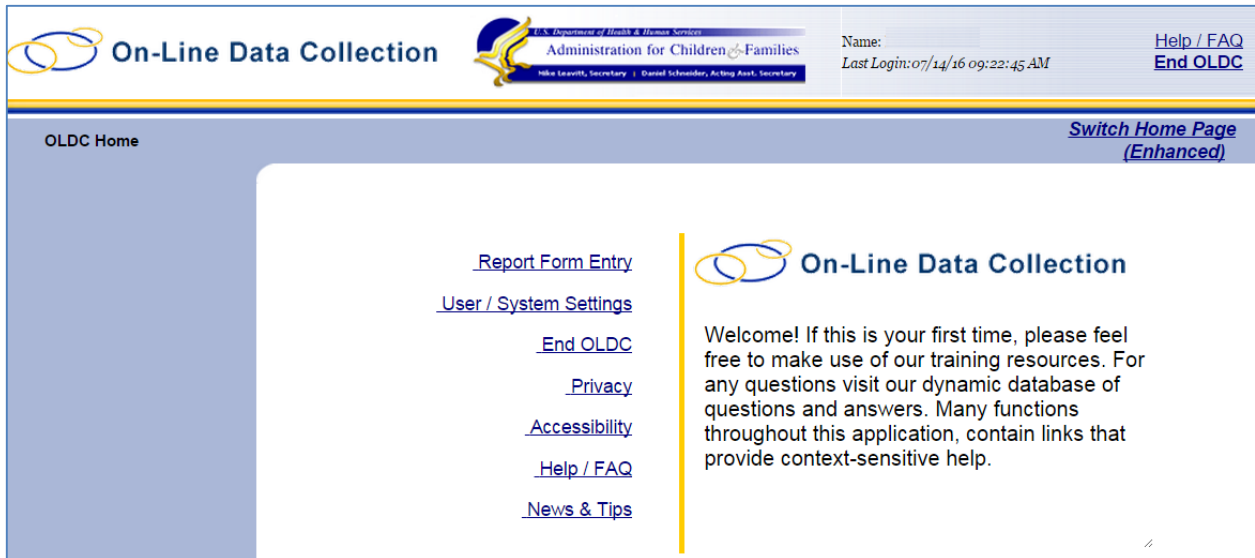 On-Line Data Collection
U.S. Department of Health & Human Services
Administration for Children & Families
Mike Leavitt, Secretary | Daniel Schneider, Acting Asst. Secretary
Name:
Last Login:07/14/16 09:22:45 AM
Help / FAQ
End OLDC
OLDC Home
Switch Home Page
(Enhanced)
Report Form Entry
User / System Settings
End OLDC
Privacy
Accessibility
Help / FAQ
News & Tips
On-Line Data Collection
Welcome! If this is your first time, please feel
free to make use of our training resources. For
any questions visit our dynamic database of
questions and answers. Many functions
throughout this application, contain links that
provide context-sensitive help.